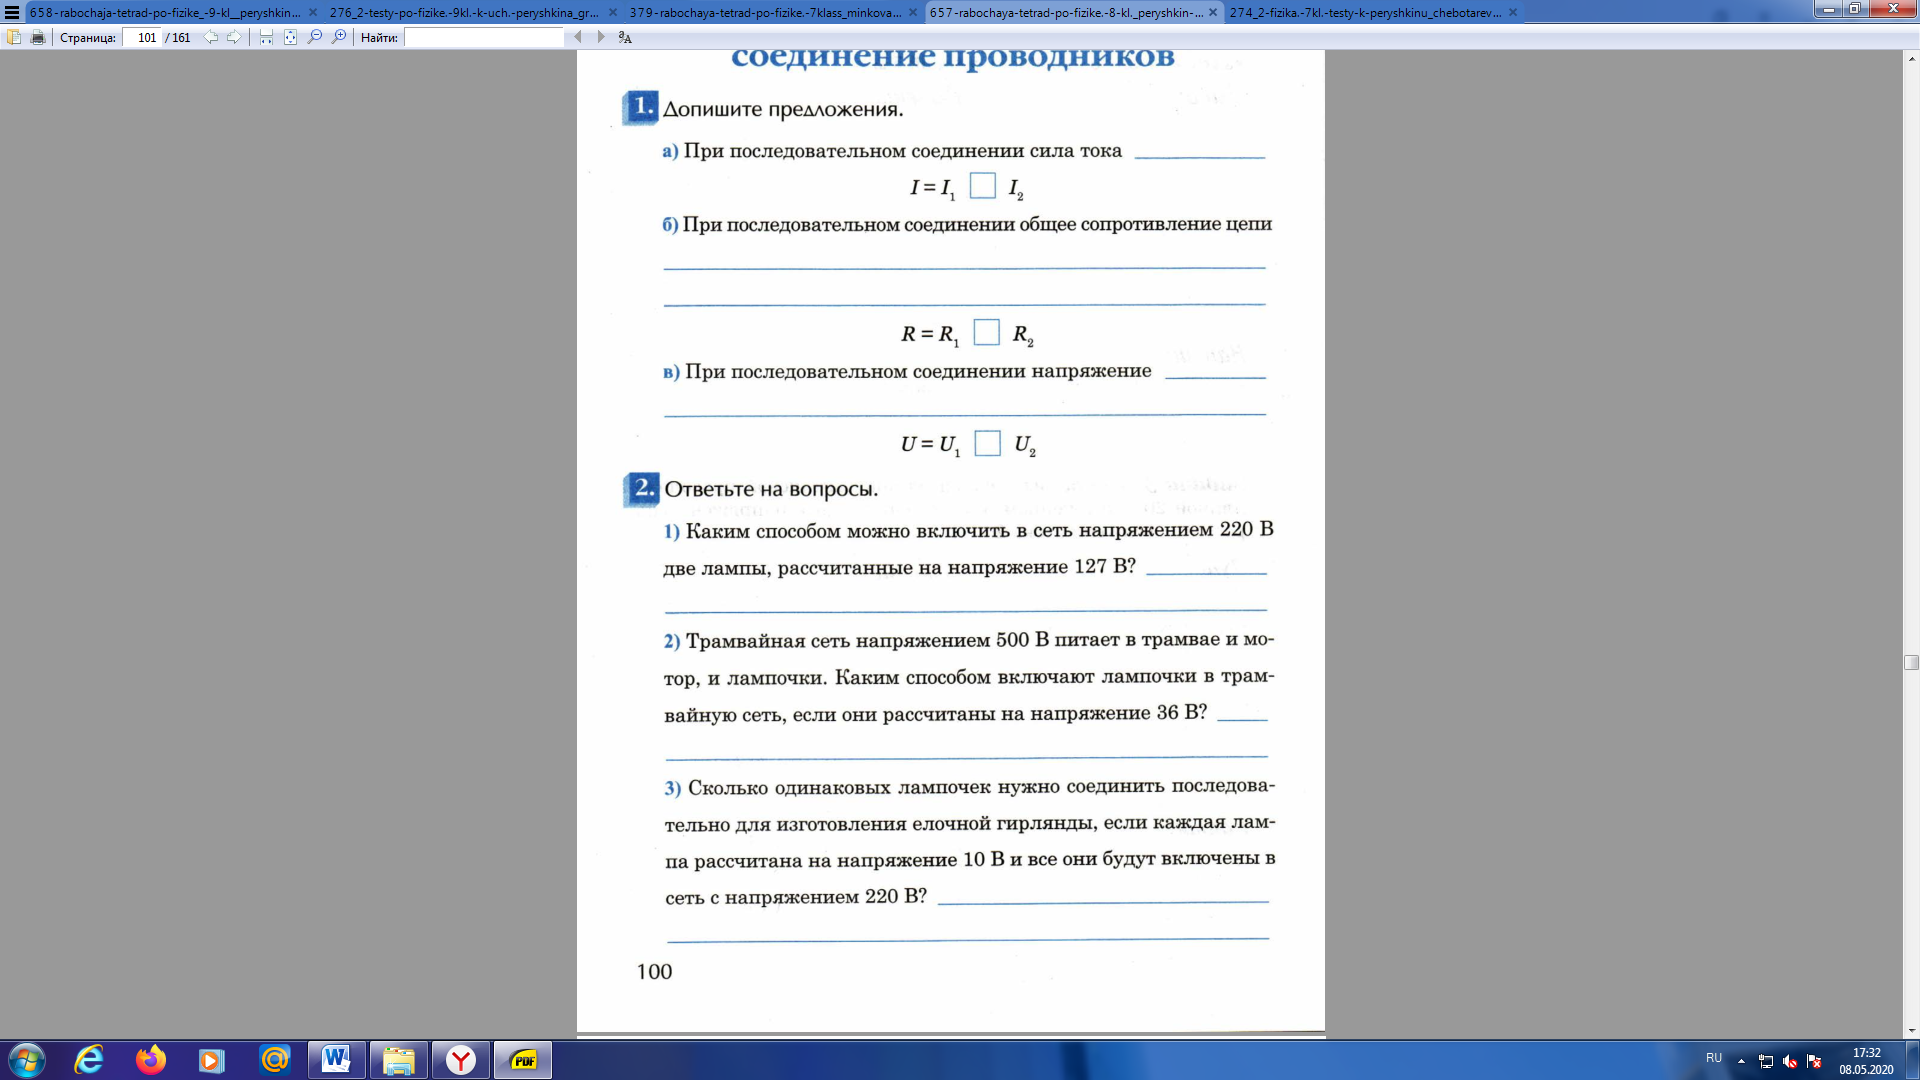 658-rabochaja-tetrad-po-fizike_-9-kl__peryshkin...
276_2-testy-po-fizike.-9kl.-k-uch.-peryshkina_gr...
379-rabochaya-tetrad-po-fizike.-7klass_minkova...
657-rabochaya-tetrad-po-fizike.-8-kl._peryshkin-...
274_2-fizika.-7kl.-testy-k-peryshkinu_chebotarev...
Страница: 101 / 161 Найти:
соединение проводников
1. Допишите предложения.
а) При последовательном соединении сила тока
I = I₁ I₂
б) При последовательном соединении общее сопротивление цепи
R = R₁ R₂
в) При последовательном соединении напряжение
U = U₁ U₂
2. Ответьте на вопросы.
1) Каким способом можно включить в сеть напряжением 220 В
две лампы, рассчитанные на напряжение 127 В?
2) Трамвайная сеть напряжением 500 В питает в трамвае и мо-
тор, и лампочки. Каким способом включают лампочки в трам-
вайную сеть, если они рассчитаны на напряжение 36 В?
3) Сколько одинаковых лампочек нужно соединить последова-
тельно для изготовления елочной гирлянды, если каждая лам-
па рассчитана на напряжение 10 В и все они будут включены в
сеть с напряжением 220 В?
100
PDF
RU
17:32
08.05.2020